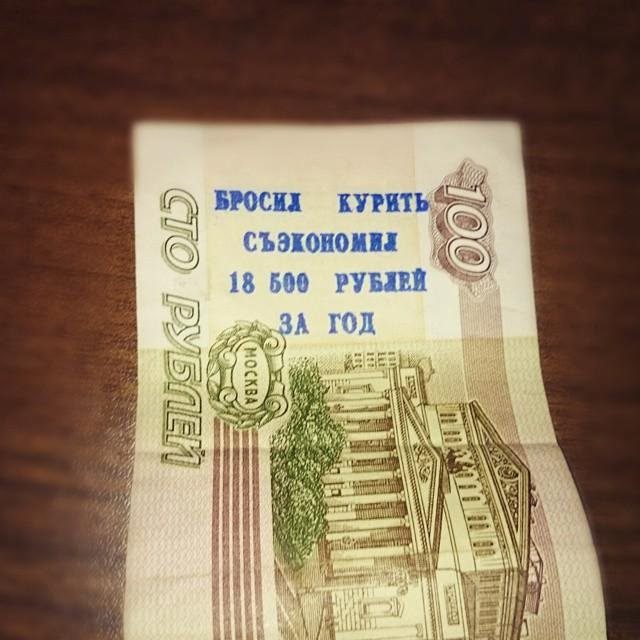 БРОСИЛ КУРИТЬ
СЪЭКОНОМИЛ
18 500 РУБЛЕЙ
ЗА ГОД
100
СТО РУБЛЕЙ
МОСКВА